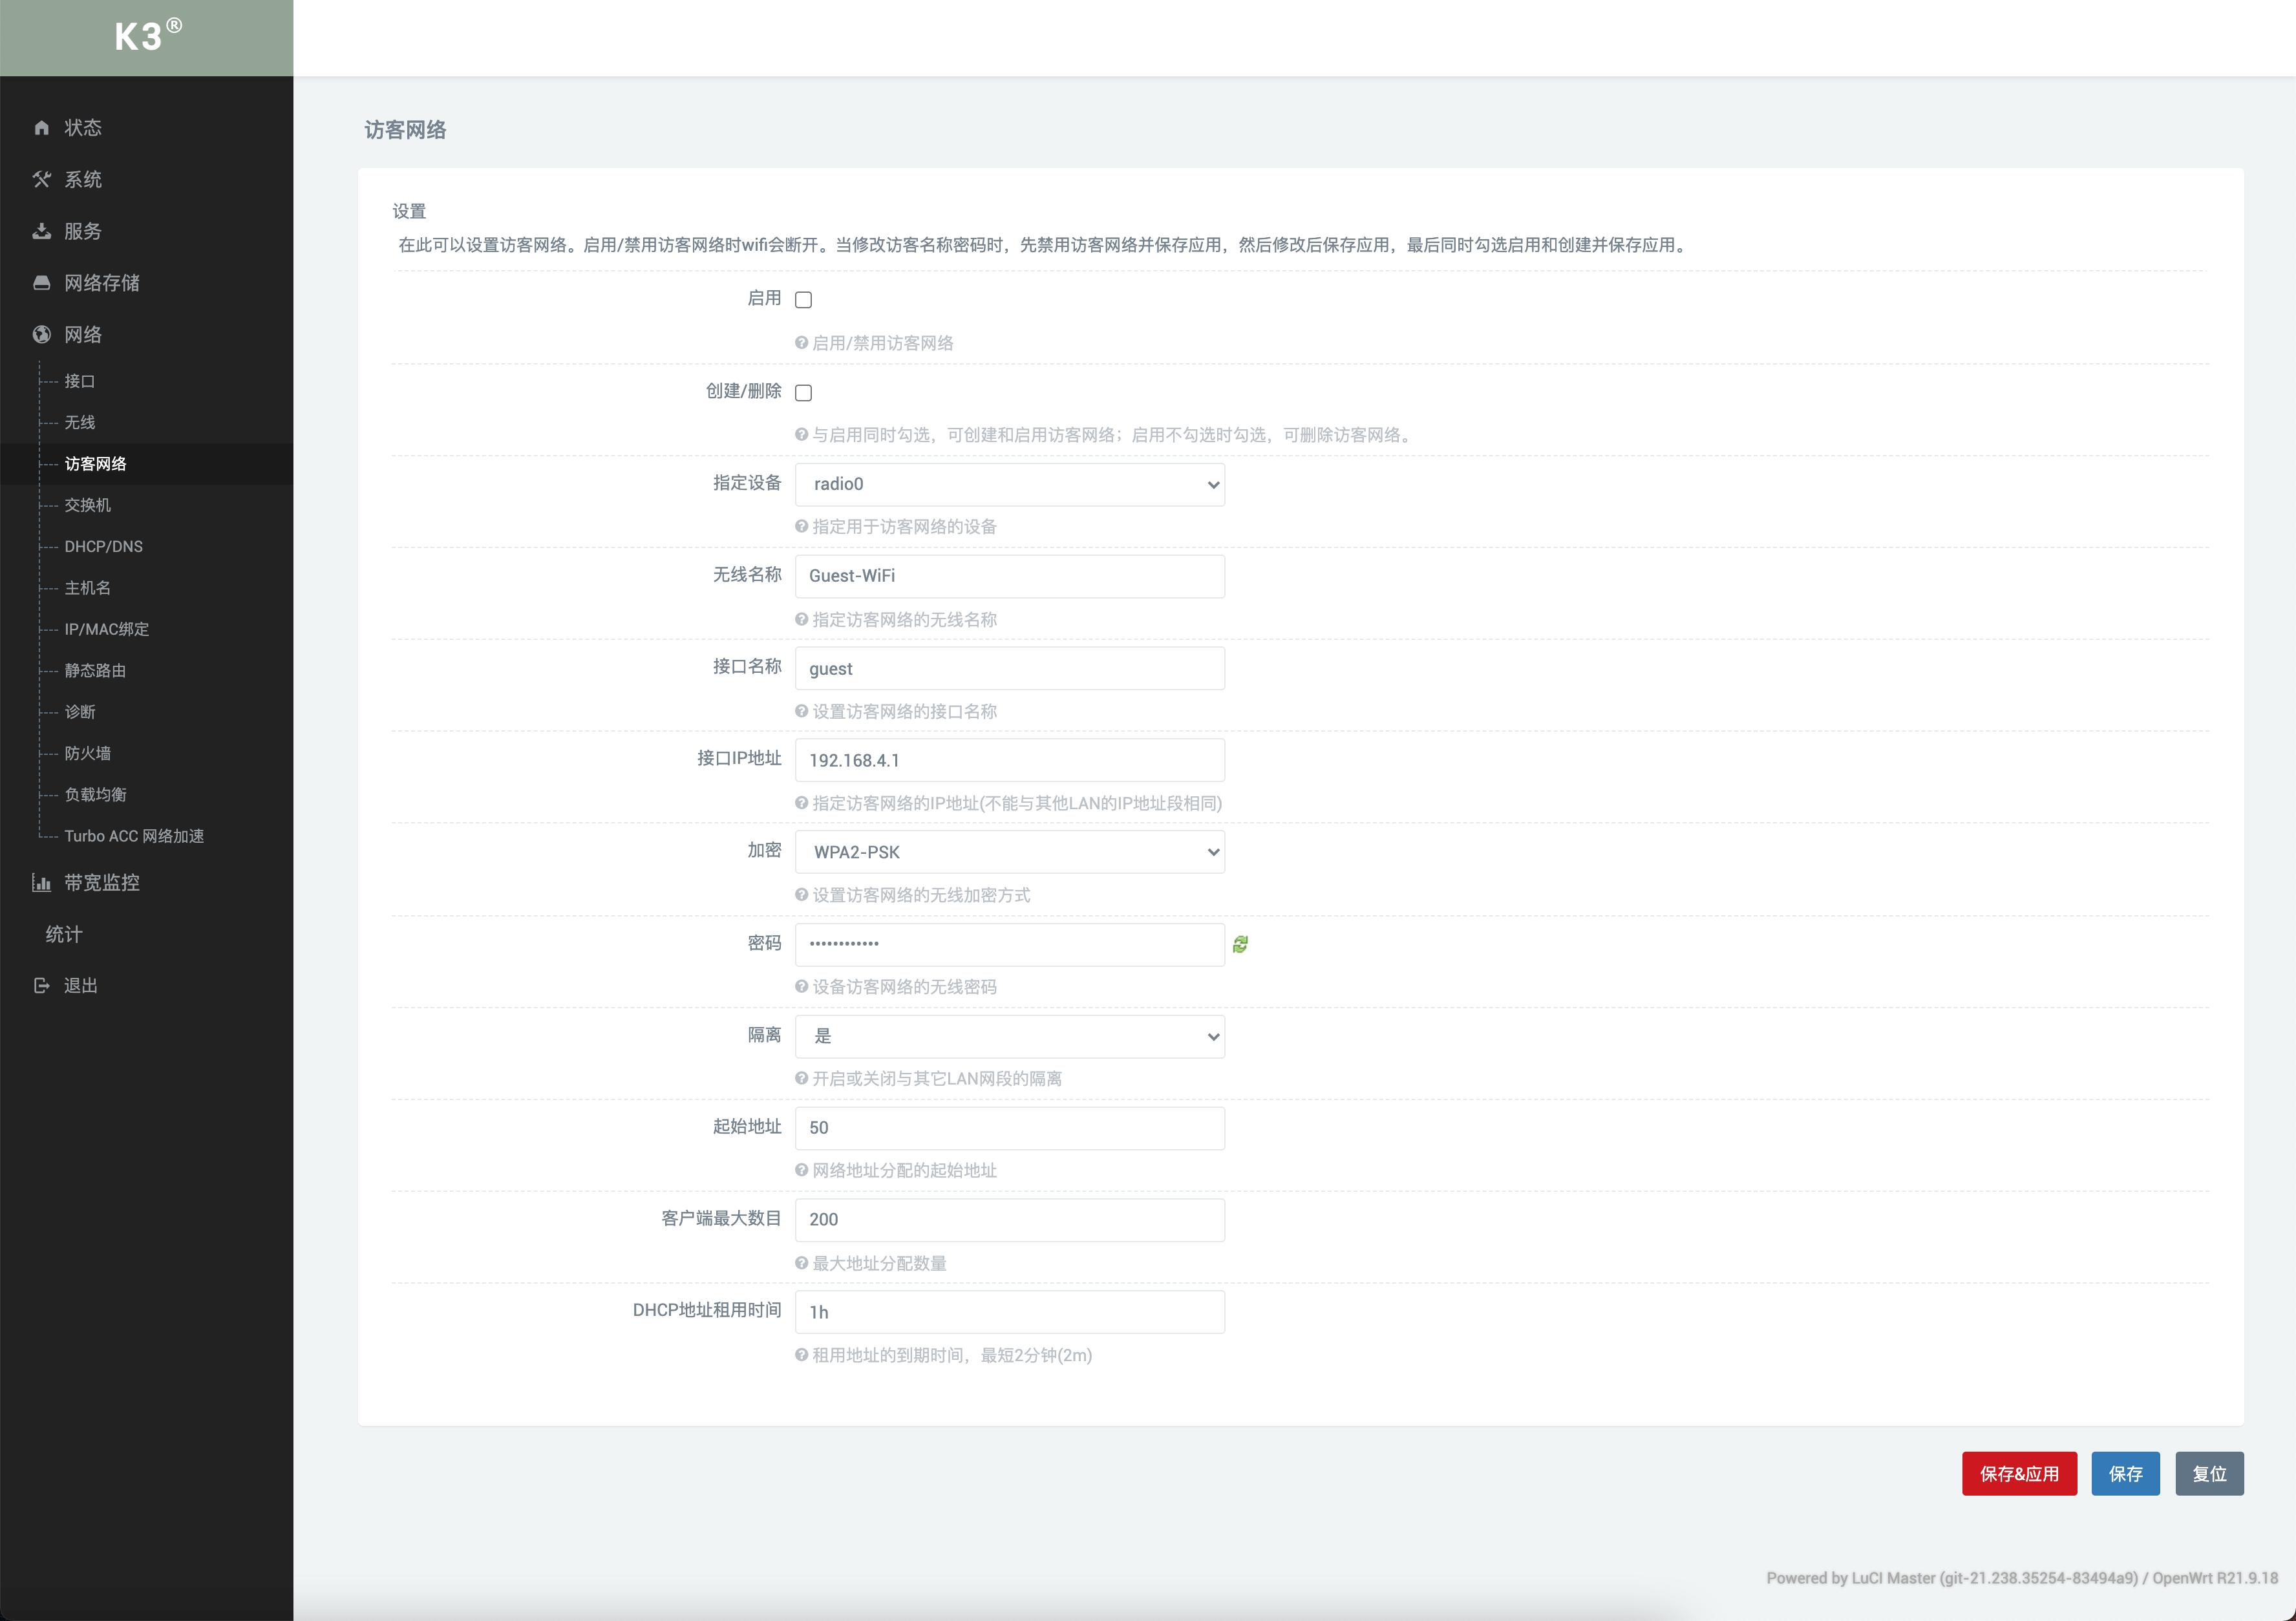 K3®
状态
系统
服务
网络存储
网络
接口
无线
访客网络
交换机
DHCP/DNS
主机名
IP/MAC绑定
静态路由
诊断
防火墙
负载均衡
Turbo ACC 网络加速
带宽监控
统计
退出
访客网络
设置
在此可以设置访客网络。启用/禁用访客网络时wifi会断开。当修改访客名称密码时，先禁用访客网络并保存应用，然后修改后保存应用，最后同时勾选启用和创建并保存应用。
启用
启用/禁用访客网络
创建/删除
与启用同时勾选，可创建和启用访客网络；启用不勾选时勾选，可删除访客网络。
指定设备 radio0
指定用于访客网络的设备
无线名称 Guest-WiFi
指定访客网络的无线名称
接口名称 guest
设置访客网络的接口名称
接口IP地址 192.168.4.1
指定访客网络的IP地址(不能与其他LAN的IP地址段相同)
加密 WPA2-PSK
设置访客网络的无线加密方式
密码 ••••••••••••
设备访客网络的无线密码
隔离 是
开启或关闭与其它LAN网段的隔离
起始地址 50
网络地址分配的起始地址
客户端最大数目 200
最大地址分配数量
DHCP地址租用时间 1h
租用地址的到期时间，最短2分钟(2m)
保存&应用 保存 复位
Powered by LuCI Master (git-21.238.35254-83494a9) / OpenWrt R21.9.18